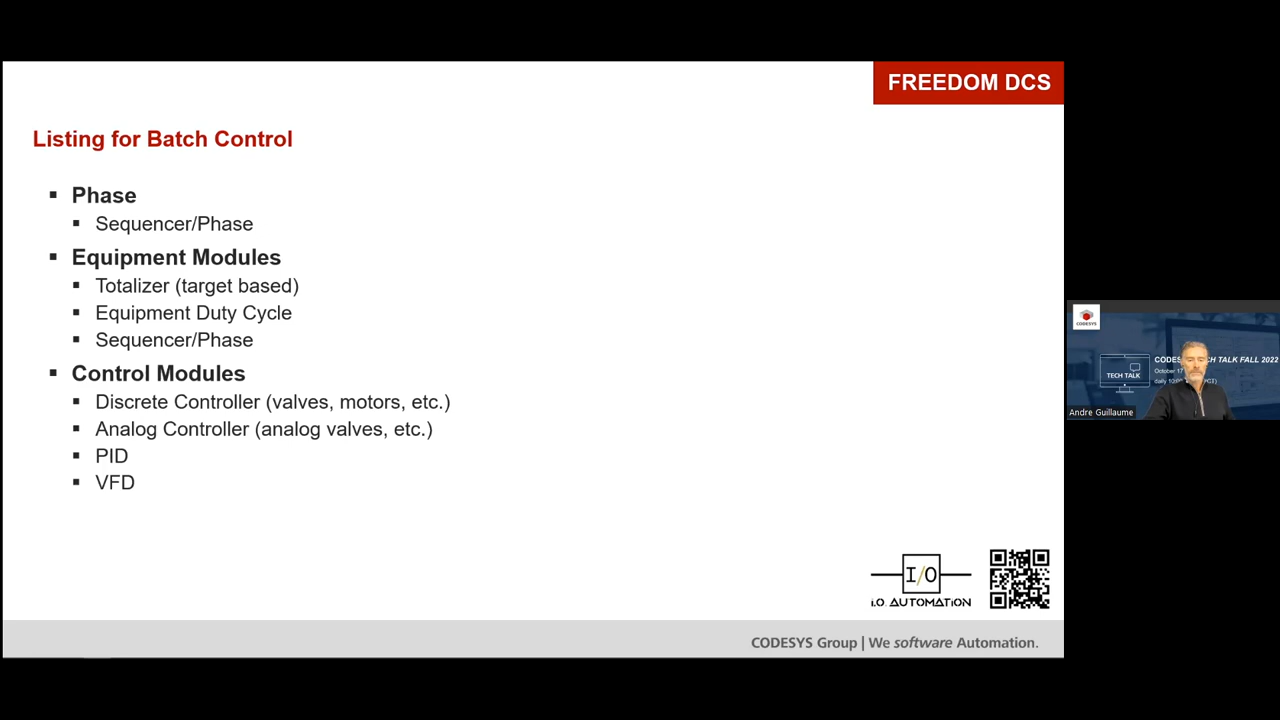 FREEDOM DCS
Listing for Batch Control
Phase
Sequencer/Phase
Equipment Modules
Totalizer (target based)
Equipment Duty Cycle
Sequencer/Phase
Control Modules
Discrete Controller (valves, motors, etc.)
Analog Controller (analog valves, etc.)
PID
VFD
I/O
I.O. AUTOMATION
CODESYS Group | We software Automation.
CODESYS
TECH TALK
TALK FALL 2022
October
daily
Andre Guillaume